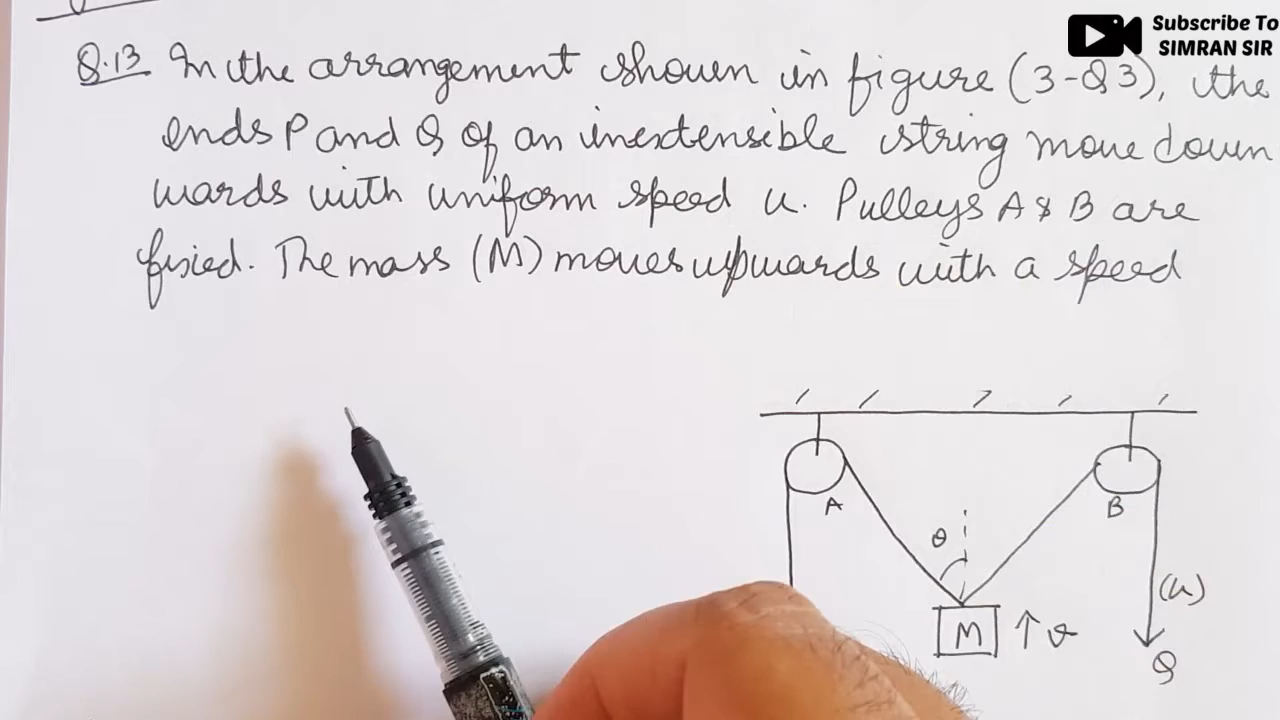 Subscribe To
SIMRAN SIR
Q.13 In the arrangement shown in figure (3-Q3), the
ends P and Q of an inextensible string move down
wards with uniform speed u. Pulleys A & B are
fixed. The mass (M) moves upwards with a speed
A
B
θ
(u)
M
v
Q